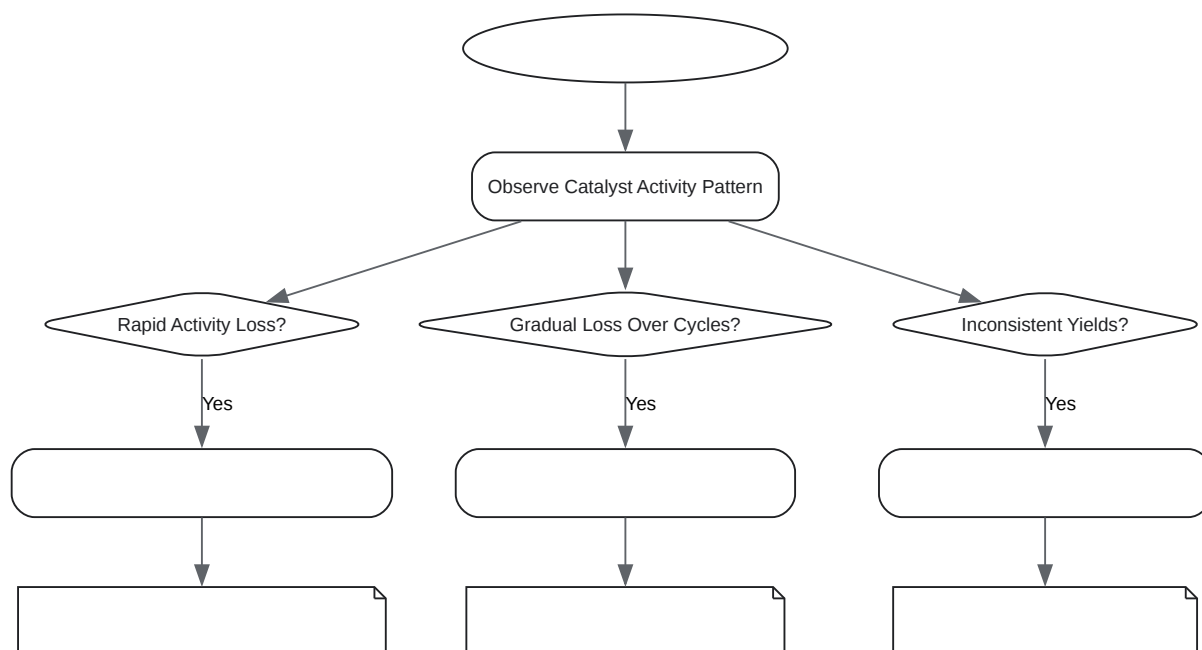 Observe Catalyst Activity Pattern
Rapid Activity Loss?
Gradual Loss Over Cycles?
Inconsistent Yields?
Yes
Yes
Yes